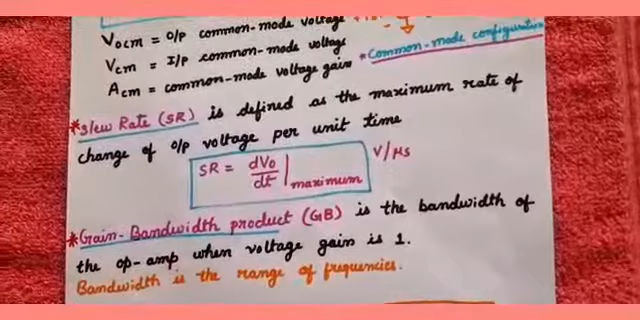 Vocm = O/P common-mode voltage
Vcm = I/P common-mode voltage
Acm = common-mode voltage gain *Common-mode configuration
*Slew Rate (SR) is defined as the maximum rate of
change of o/p voltage per unit time
SR = dVo/dt | maximum V/μs
*Gain-Bandwidth product (GB) is the bandwidth of
the op-amp when voltage gain is 1.
Bandwidth is the range of frequencies.